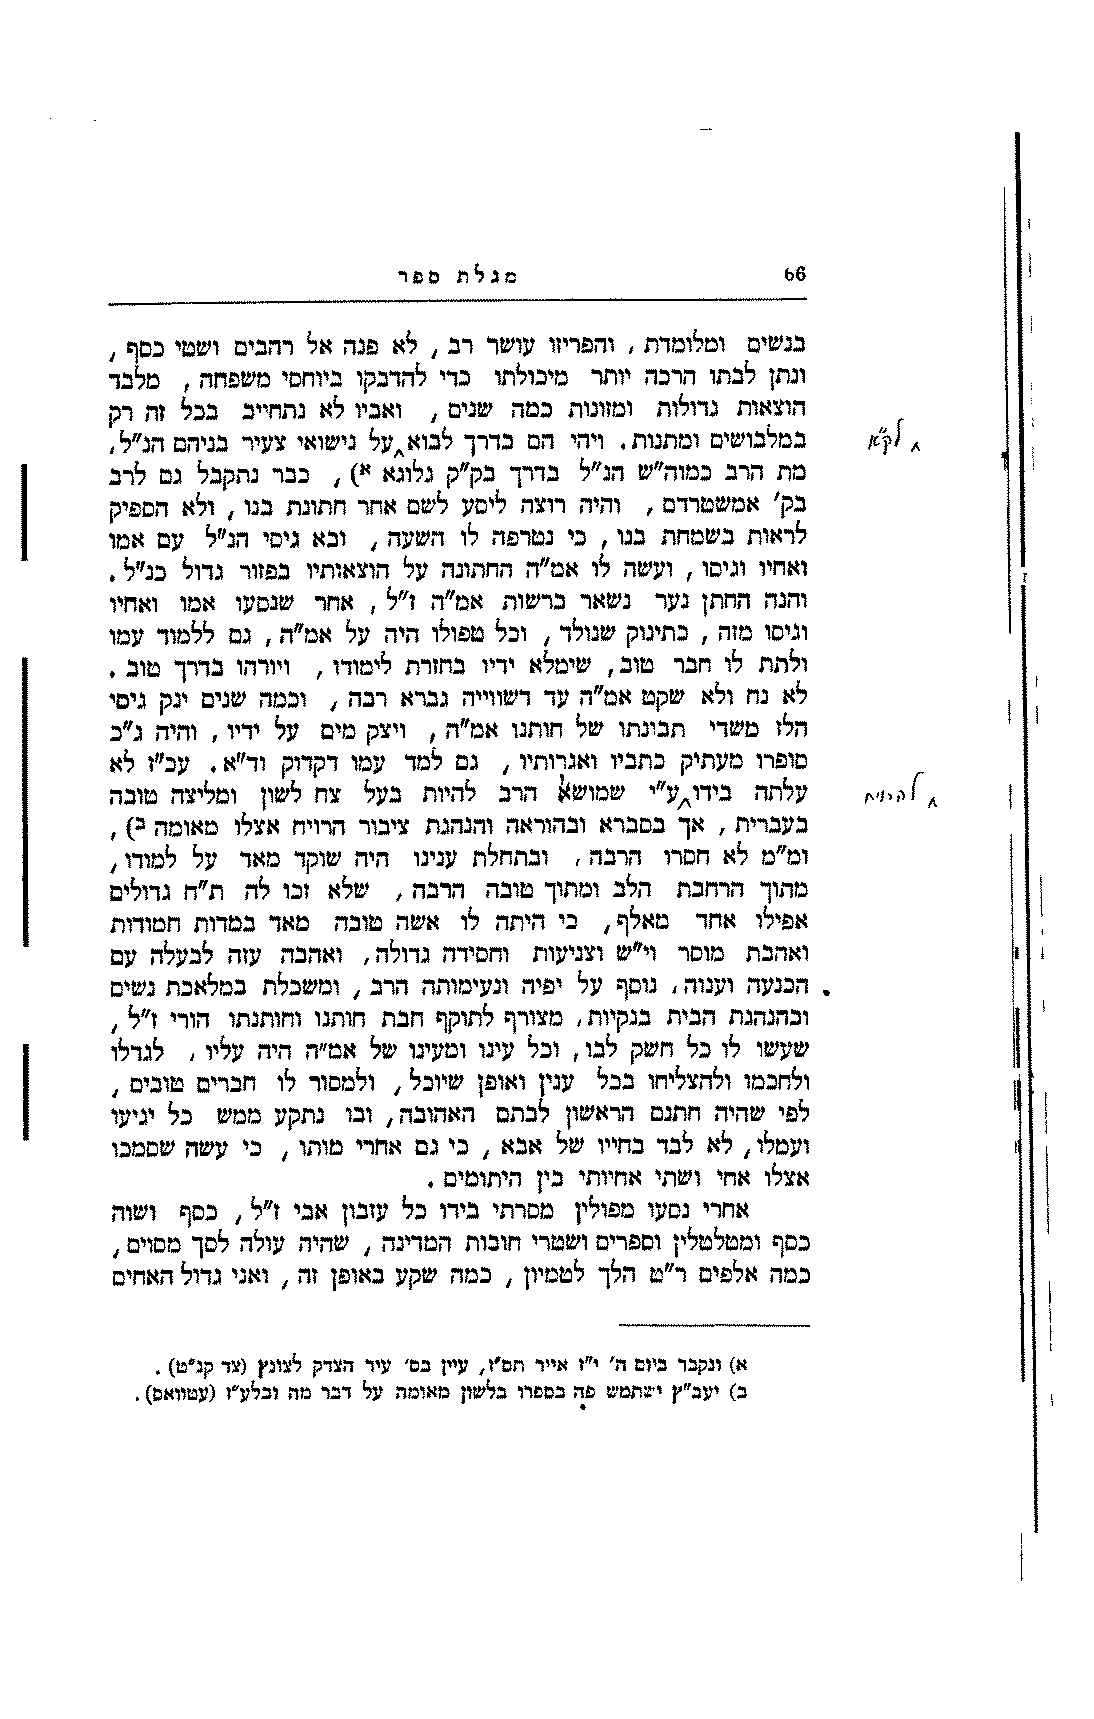 66
מגלת ספר
בנשים ומלומדת, והפריזו עושר רב, לא פנה אל רהבים ושטי כסף,
ונתן לבתו הרבה יותר מיכולתו כדי להדבקו ביוחסי משפחה, מלבד
הוצאות גדולות ומזונות כמה שנים, ואביו לא נתחייב בכל זה רק
במלבושים ומתנות. ויהי הם בדרך לבוא‸על נישואי צעיר בניהם הנ"ל,
‸ לק"א
מת הרב כמוה"ש הנ"ל בדרך בק"ק גלוגא א), כבר נתקבל גם לרב
בק' אמשטרדם, והיה רוצה ליסע לשם אחר חתונת בנו, ולא הספיק
לראות בשמחת בנו, כי נטרפה לו השעה, ובא גיסי הנ"ל עם אמו
ואחיו וגיסו, ועשה לו אמ"ה החתונה על הוצאותיו בפזור גדול כנ"ל.
והנה החתן נער נשאר ברשות אמ"ה ז"ל, אחר שנסעו אמו ואחיו
וגיסו מזה, כתינוק שנולד, וכל טפולו היה על אמ"ה, גם ללמוד עמו
ולתת לו חבר טוב, שימלא ידיו בחזרת לימודו, ויורהו בדרך טוב.
לא נח ולא שקט אמ"ה עד דשווייה גברא רבה, וכמה שנים ינק גיסי
הלז משדי תבונתו של חותנו אמ"ה, ויצק מים על ידיו, והיה ג"כ
סופרו מעתיק כתביו ואגרותיו, גם למד עמו דקדוק וד"א. עכ"ז לא
עלתה בידו‸ע"י שמושא הרב להיות בעל צח לשון ומליצה טובה
‸ להרויח
בעברית, אך בסברא ובהוראה והנהגת ציבור הרויח אצלו מאומה ב),
ומ"מ לא חסרו הרבה, ובתחלת ענינו היה שוקד מאד על למודו,
מתוך הרחבת הלב ומתוך טובה הרבה, שלא זכו לה ת"ח גדולים
אפילו אחד מאלף, כי היתה לו אשה טובה מאד במדות חמודות
ואהבת מוסר וי"ש וצניעות וחסידה גדולה, ואהבה עזה לבעלה עם
הכנעה וענוה, נוסף על יפיה ונעימותה הרב, ומשכלת במלאכת נשים
ובהנהגת הבית בנקיות, מצורף לתוקף חבת חותנו וחותנתו הורי ז"ל,
שעשו לו כל חשק לבו, וכל עינו ומעינו של אמ"ה היה עליו, לגדלו
ולחכמו ולהצליחו בכל ענין ואופן שיוכל, ולמסור לו חברים טובים,
לפי שהיה חתנם הראשון לבתם האהובה, ובו נתקע ממש כל יגיעו
ועמלו, לא לבד בחייו של אבא, כי גם אחרי מותו, כי עשה שסמכו
אצלו אחי ושתי אחיותי בין היתומים.
אחרי נסעו מפולין מסרתי בידו כל עזבון אבי ז"ל, כסף ושוה
כסף ומטלטלין וספרים ושטרי חובות המדינה, שהיה עולה לסך מסוים,
כמה אלפים ר"ט הלך לטמיון, כמה שקע באופן זה, ואני גדול האחים
א) ונקבר ביום ה' י"ז אייר תס"ז, עיין בס' עיר הצדק לצונץ (צד קנ"ט).
ב) יעב"ץ ישתמש פה בספרו בלשון מאומה על דבר מה ובלע"ז (עטוואס).